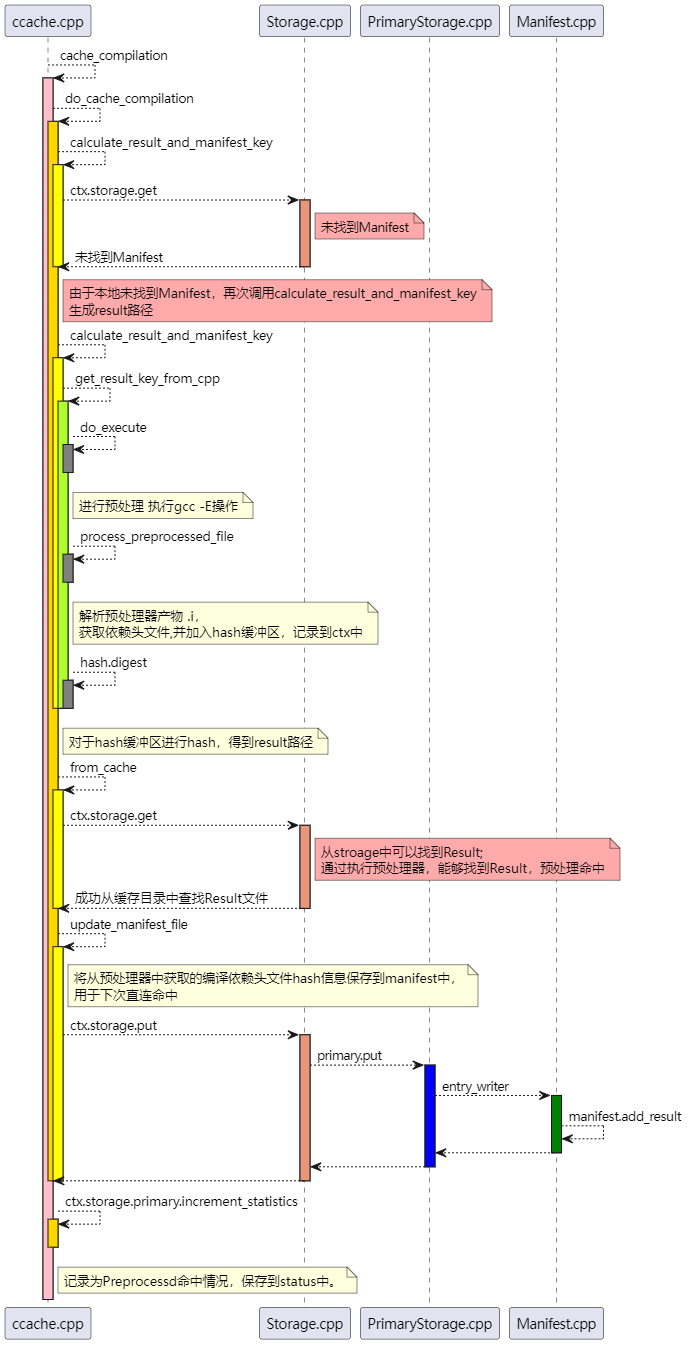 ccache.cpp
Storage.cpp
PrimaryStorage.cpp
Manifest.cpp
cache_compilation
do_cache_compilation
calculate_result_and_manifest_key
ctx.storage.get
未找到Manifest
未找到Manifest
由于本地未找到Manifest，再次调用calculate_result_and_manifest_key
生成result路径
calculate_result_and_manifest_key
get_result_key_from_cpp
do_execute
进行预处理 执行gcc -E操作
process_preprocessed_file
解析预处理器产物 .i,
获取依赖头文件,并加入hash缓冲区，记录到ctx中
hash.digest
对于hash缓冲区进行hash，得到result路径
from_cache
ctx.storage.get
从stroage中可以找到Result;
通过执行预处理器，能够找到Result，预处理命中
成功从缓存目录中查找Result文件
update_manifest_file
将从预处理器中获取的编译依赖头文件hash信息保存到manifest中，
用于下次直连命中
ctx.storage.put
primary.put
entry_writer
manifest.add_result
ctx.storage.primary.increment_statistics
记录为Preprocessd命中情况，保存到status中。
ccache.cpp
Storage.cpp
PrimaryStorage.cpp
Manifest.cpp